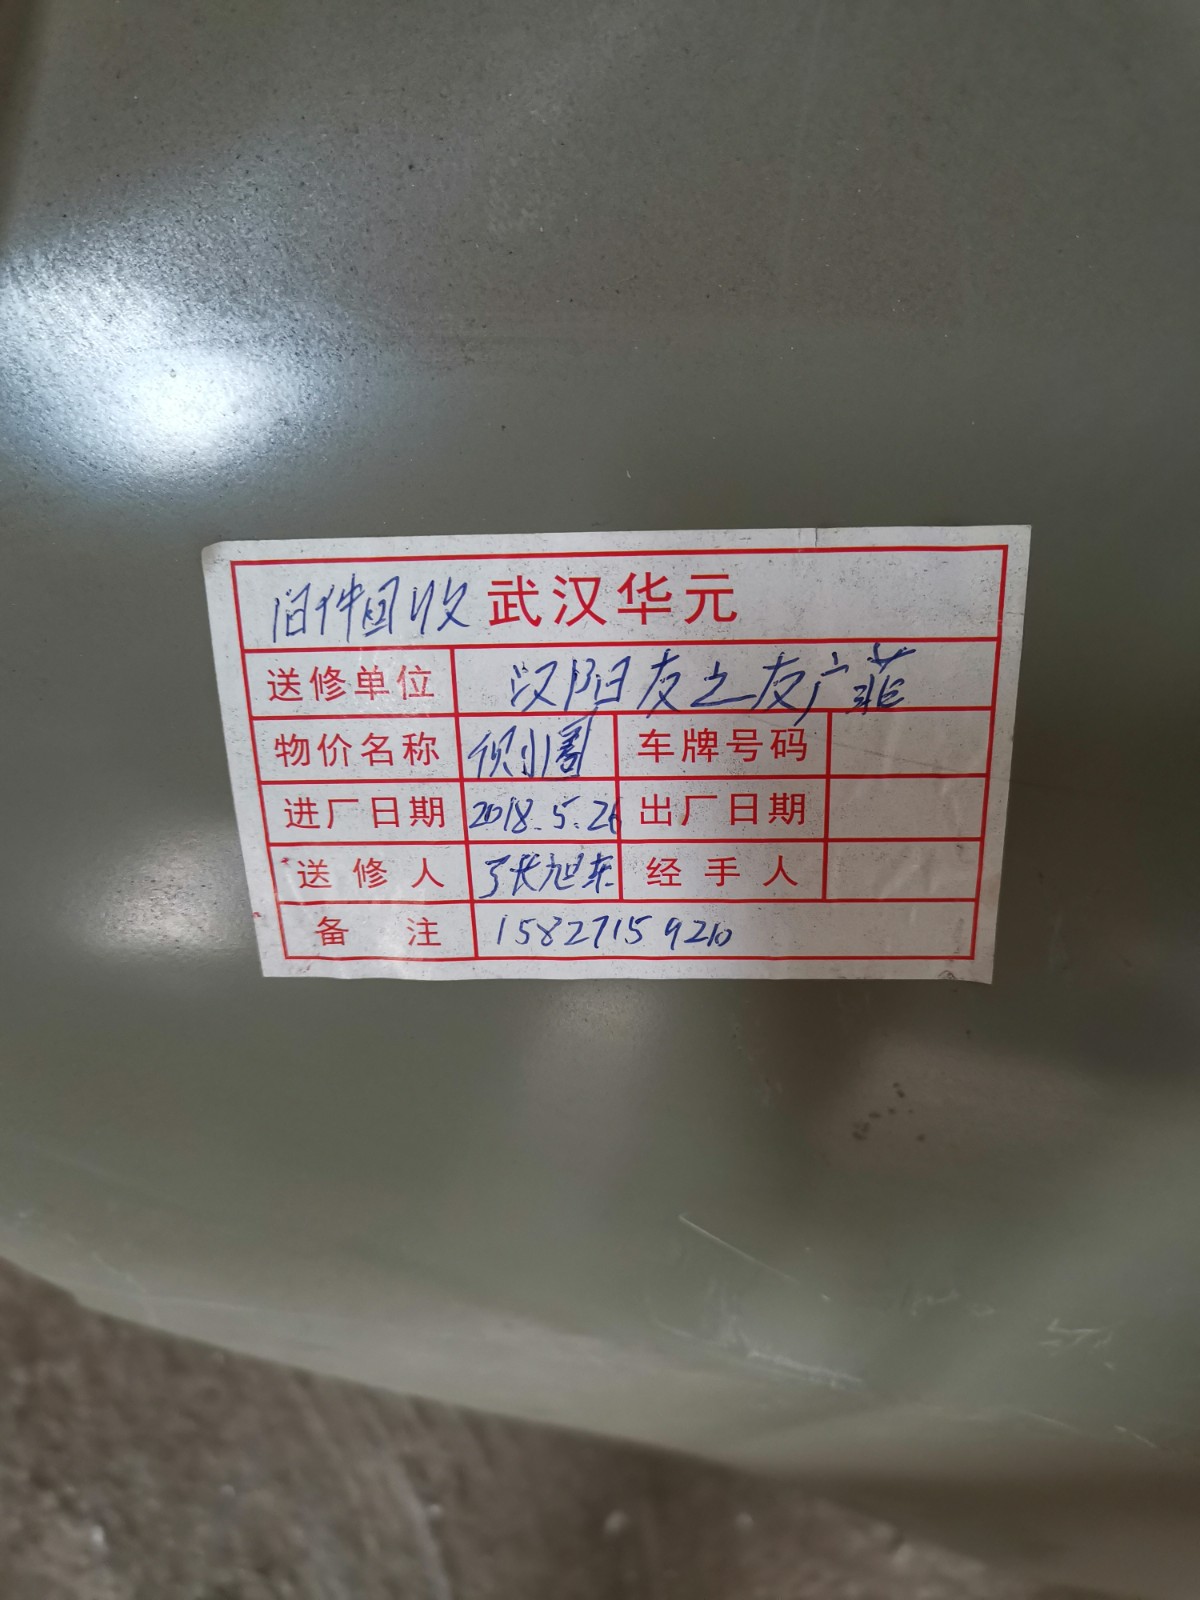 旧件回收 武汉华元
送修单位 汉阳日友之友广菲
物价名称 侧围 车牌号码
进厂日期 2018.5.26 出厂日期
送修人 张旭东 经手人
备注 15827159210